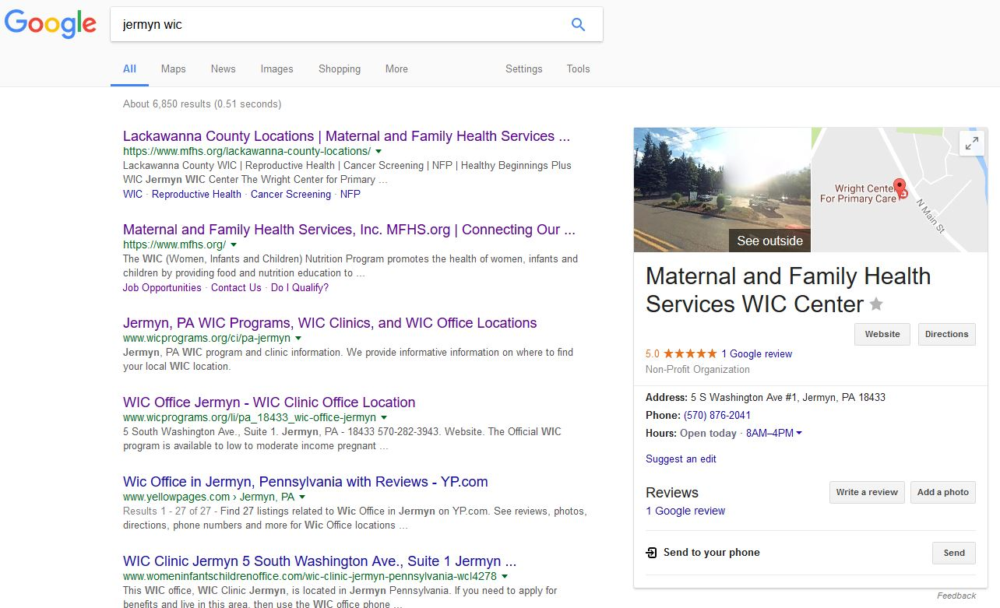 Google
jermyn wic
All Maps News Images Shopping More Settings Tools
About 6,850 results (0.51 seconds)
Lackawanna County Locations | Maternal and Family Health Services ...
https://www.mfhs.org/lackawanna-county-locations/
Lackawanna County WIC | Reproductive Health | Cancer Screening | NFP | Healthy Beginnings Plus
WIC Jermyn WIC Center The Wright Center for Primary ...
WIC · Reproductive Health · Cancer Screening · NFP
Maternal and Family Health Services, Inc. MFHS.org | Connecting Our ...
https://www.mfhs.org/
The WIC (Women, Infants and Children) Nutrition Program promotes the health of women, infants and
children by providing food and nutrition education to ...
Job Opportunities · Contact Us · Do I Qualify?
Jermyn, PA WIC Programs, WIC Clinics, and WIC Office Locations
www.wicprograms.org/ci/pa-jermyn
Jermyn, PA WIC program and clinic information. We provide informative information on where to find
your local WIC location.
WIC Office Jermyn - WIC Clinic Office Location
www.wicprograms.org/li/pa_18433_wic-office-jermyn
5 South Washington Ave., Suite 1. Jermyn, PA - 18433 570-282-3943. Website. The Official WIC
program is available to low to moderate income pregnant ...
Wic Office in Jermyn, Pennsylvania with Reviews - YP.com
www.yellowpages.com › Jermyn, PA
Results 1 - 27 of 27 - Find 27 listings related to Wic Office in Jermyn on YP.com. See reviews, photos,
directions, phone numbers and more for Wic Office locations ...
WIC Clinic Jermyn 5 South Washington Ave., Suite 1 Jermyn ...
www.womeninfantschildrenoffice.com/wic-clinic-jermyn-pennsylvania-wcl4278
This WIC office, WIC Clinic Jermyn, is located in Jermyn Pennsylvania. If you need to apply for
benefits and live in this area, then use the WIC office phone ...
See outside
Wright Center
For Primary Care
N Main St
Maternal and Family Health
Services WIC Center
Website Directions
5.0 1 Google review
Non-Profit Organization
Address: 5 S Washington Ave #1, Jermyn, PA 18433
Phone: (570) 876-2041
Hours: Open today · 8AM–4PM
Suggest an edit
Reviews Write a review Add a photo
1 Google review
Send to your phone Send
Feedback